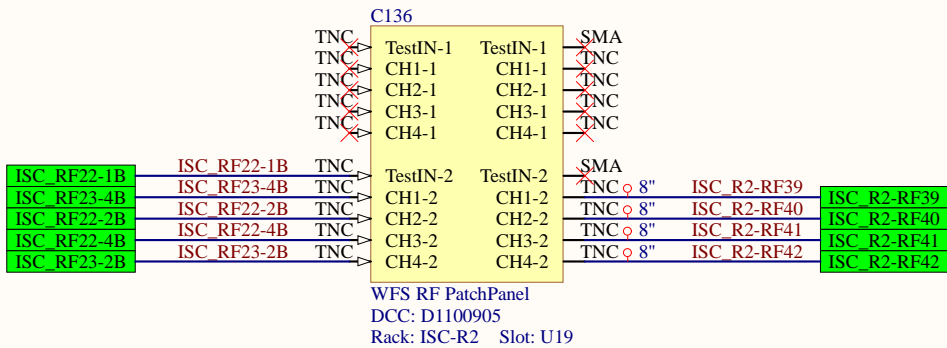 C136
TNC TestIN-1 TestIN-1 SMA
TNC CH1-1 CH1-1 TNC
TNC CH2-1 CH2-1 TNC
TNC CH3-1 CH3-1 TNC
TNC CH4-1 CH4-1 TNC
ISC_RF22-1B ISC_RF22-1B TNC TestIN-2 TestIN-2 SMA
ISC_RF23-4B ISC_RF23-4B TNC CH1-2 CH1-2 TNC 8" ISC_R2-RF39 ISC_R2-RF39
ISC_RF22-2B ISC_RF22-2B TNC CH2-2 CH2-2 TNC 8" ISC_R2-RF40 ISC_R2-RF40
ISC_RF22-4B ISC_RF22-4B TNC CH3-2 CH3-2 TNC 8" ISC_R2-RF41 ISC_R2-RF41
ISC_RF23-2B ISC_RF23-2B TNC CH4-2 CH4-2 TNC 8" ISC_R2-RF42 ISC_R2-RF42
WFS RF PatchPanel
DCC: D1100905
Rack: ISC-R2 Slot: U19